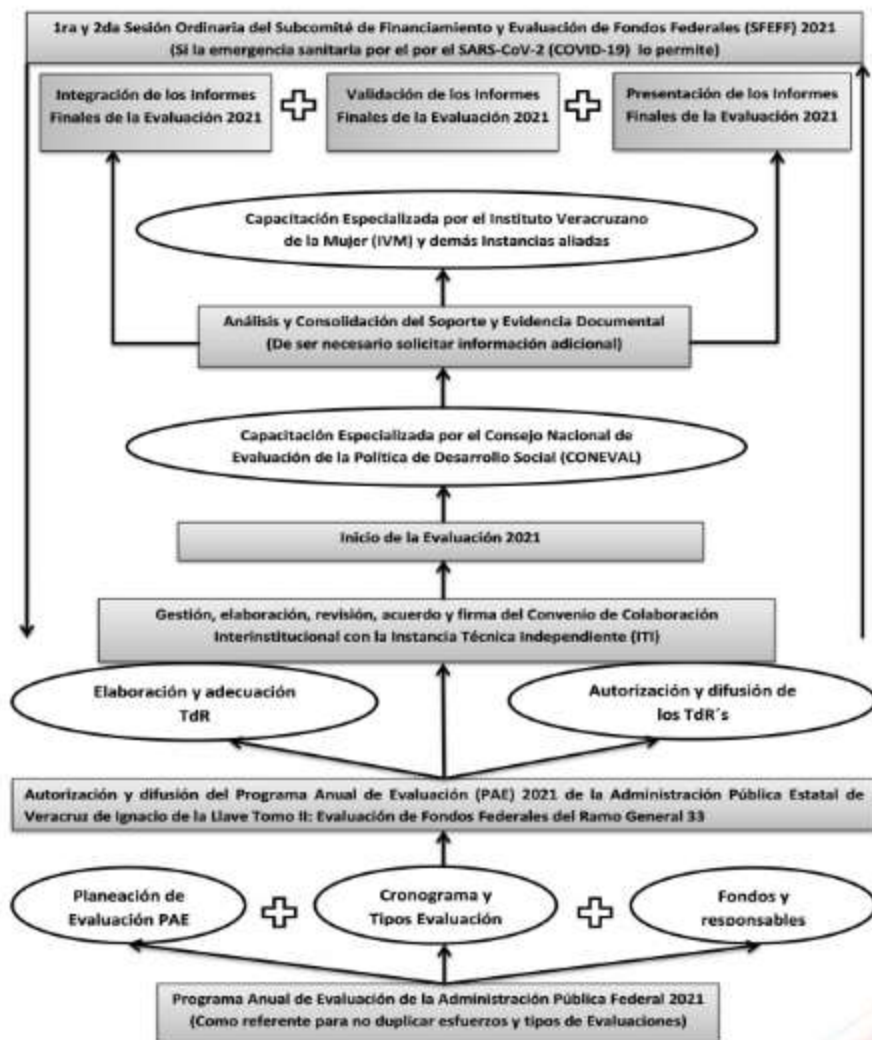 1ra y 2da Sesión Ordinaria del Subcomité de Financiamiento y Evaluación de Fondos Federales (SFEFF) 2021
(Si la emergencia sanitaria por el por el SARS-CoV-2 (COVID-19) lo permite)
Integración de los Informes
Finales de la Evaluación 2021
Validación de los Informes
Finales de la Evaluación 2021
Presentación de los Informes
Finales de la Evaluación 2021
Capacitación Especializada por el Instituto Veracruzano
de la Mujer (IVM) y demás Instancias aliadas
Análisis y Consolidación del Soporte y Evidencia Documental
(De ser necesario solicitar información adicional)
Capacitación Especializada por el Consejo Nacional de
Evaluación de la Política de Desarrollo Social (CONEVAL)
Inicio de la Evaluación 2021
Gestión, elaboración, revisión, acuerdo y firma del Convenio de Colaboración
Interinstitucional con la Instancia Técnica Independiente (ITI)
Elaboración y adecuación
TdR
Autorización y difusión de
los TdR´s
Autorización y difusión del Programa Anual de Evaluación (PAE) 2021 de la Administración Pública Estatal de
Veracruz de Ignacio de la Llave Tomo II: Evaluación de Fondos Federales del Ramo General 33
Planeación de
Evaluación PAE
Cronograma y
Tipos Evaluación
Fondos y
responsables
Programa Anual de Evaluación de la Administración Pública Federal 2021
(Como referente para no duplicar esfuerzos y tipos de Evaluaciones)